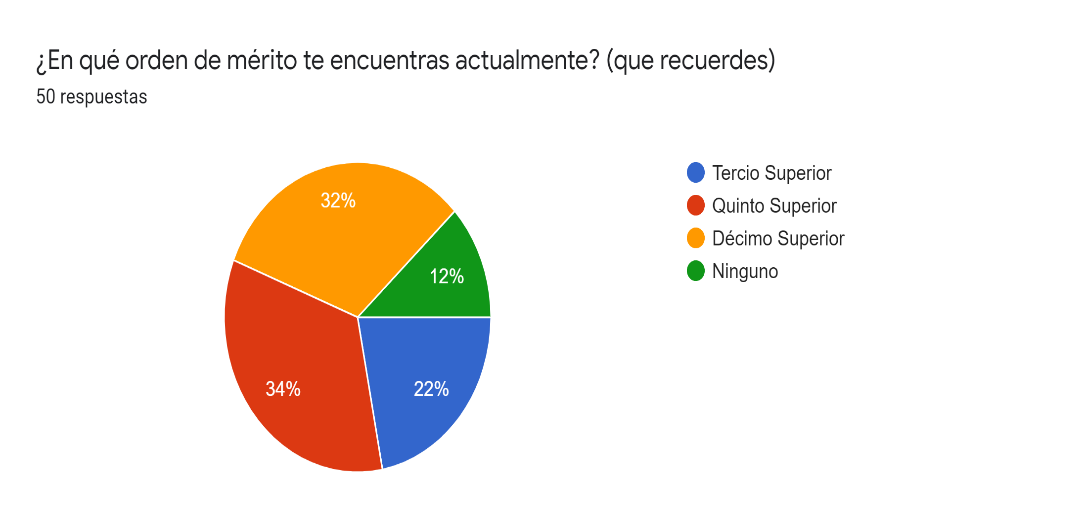 ¿En qué orden de mérito te encuentras actualmente? (que recuerdes)
50 respuestas
Tercio Superior
Quinto Superior
Décimo Superior
Ninguno
32%
12%
34%
22%